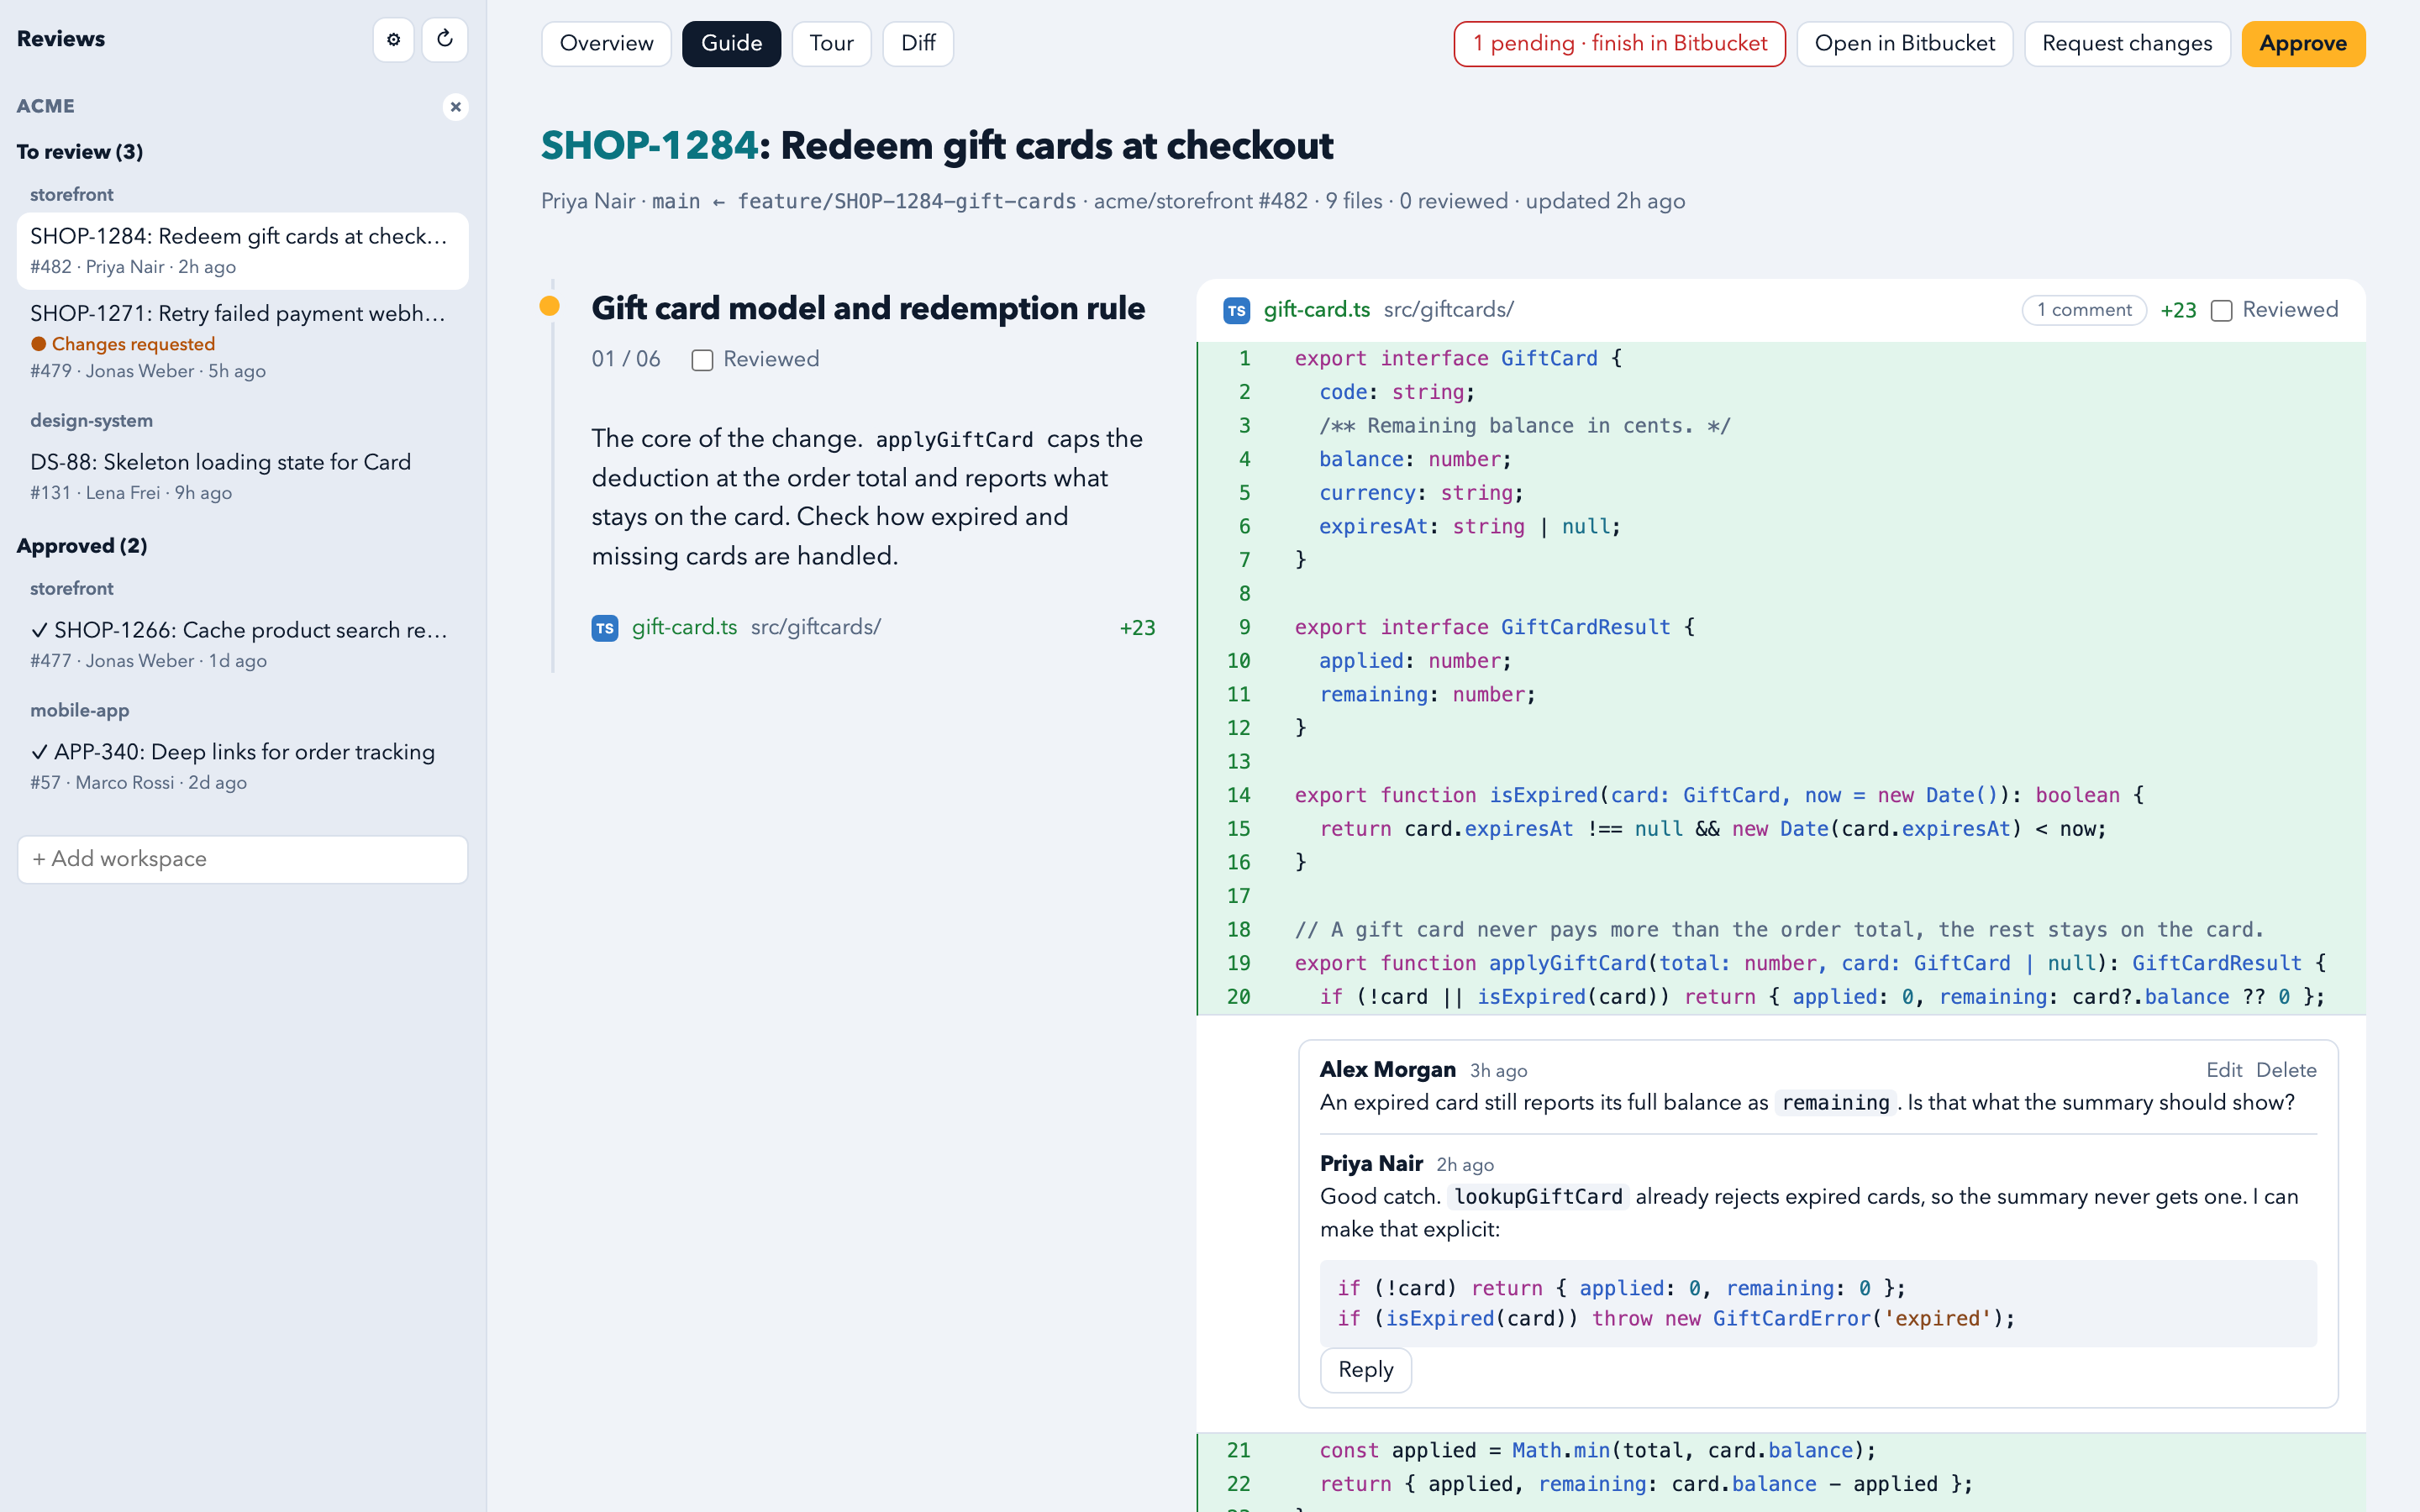 Reviews
⚙ ↻
ACME
×
To review (3)
storefront
SHOP-1284: Redeem gift cards at check…
#482 · Priya Nair · 2h ago
SHOP-1271: Retry failed payment webh…
● Changes requested
#479 · Jonas Weber · 5h ago
design-system
DS-88: Skeleton loading state for Card
#131 · Lena Frei · 9h ago
Approved (2)
storefront
✓ SHOP-1266: Cache product search re…
#477 · Jonas Weber · 1d ago
mobile-app
✓ APP-340: Deep links for order tracking
#57 · Marco Rossi · 2d ago
+ Add workspace
Overview Guide Tour Diff
1 pending · finish in Bitbucket Open in Bitbucket Request changes Approve
SHOP-1284: Redeem gift cards at checkout
Priya Nair · main ← feature/SHOP-1284-gift-cards · acme/storefront #482 · 9 files · 0 reviewed · updated 2h ago
Gift card model and redemption rule
01 / 06 Reviewed
The core of the change. applyGiftCard caps the
deduction at the order total and reports what
stays on the card. Check how expired and
missing cards are handled.
TS gift-card.ts src/giftcards/ +23
TS gift-card.ts src/giftcards/ 1 comment +23 Reviewed
1 export interface GiftCard {
2 code: string;
3 /** Remaining balance in cents. */
4 balance: number;
5 currency: string;
6 expiresAt: string | null;
7 }
8
9 export interface GiftCardResult {
10 applied: number;
11 remaining: number;
12 }
13
14 export function isExpired(card: GiftCard, now = new Date()): boolean {
15 return card.expiresAt !== null && new Date(card.expiresAt) < now;
16 }
17
18 // A gift card never pays more than the order total, the rest stays on the card.
19 export function applyGiftCard(total: number, card: GiftCard | null): GiftCardResult {
20 if (!card || isExpired(card)) return { applied: 0, remaining: card?.balance ?? 0 };
Alex Morgan 3h ago Edit Delete
An expired card still reports its full balance as remaining. Is that what the summary should show?
Priya Nair 2h ago
Good catch. lookupGiftCard already rejects expired cards, so the summary never gets one. I can
make that explicit:
if (!card) return { applied: 0, remaining: 0 };
if (isExpired(card)) throw new GiftCardError('expired');
Reply
21 const applied = Math.min(total, card.balance);
22 return { applied, remaining: card.balance - applied };